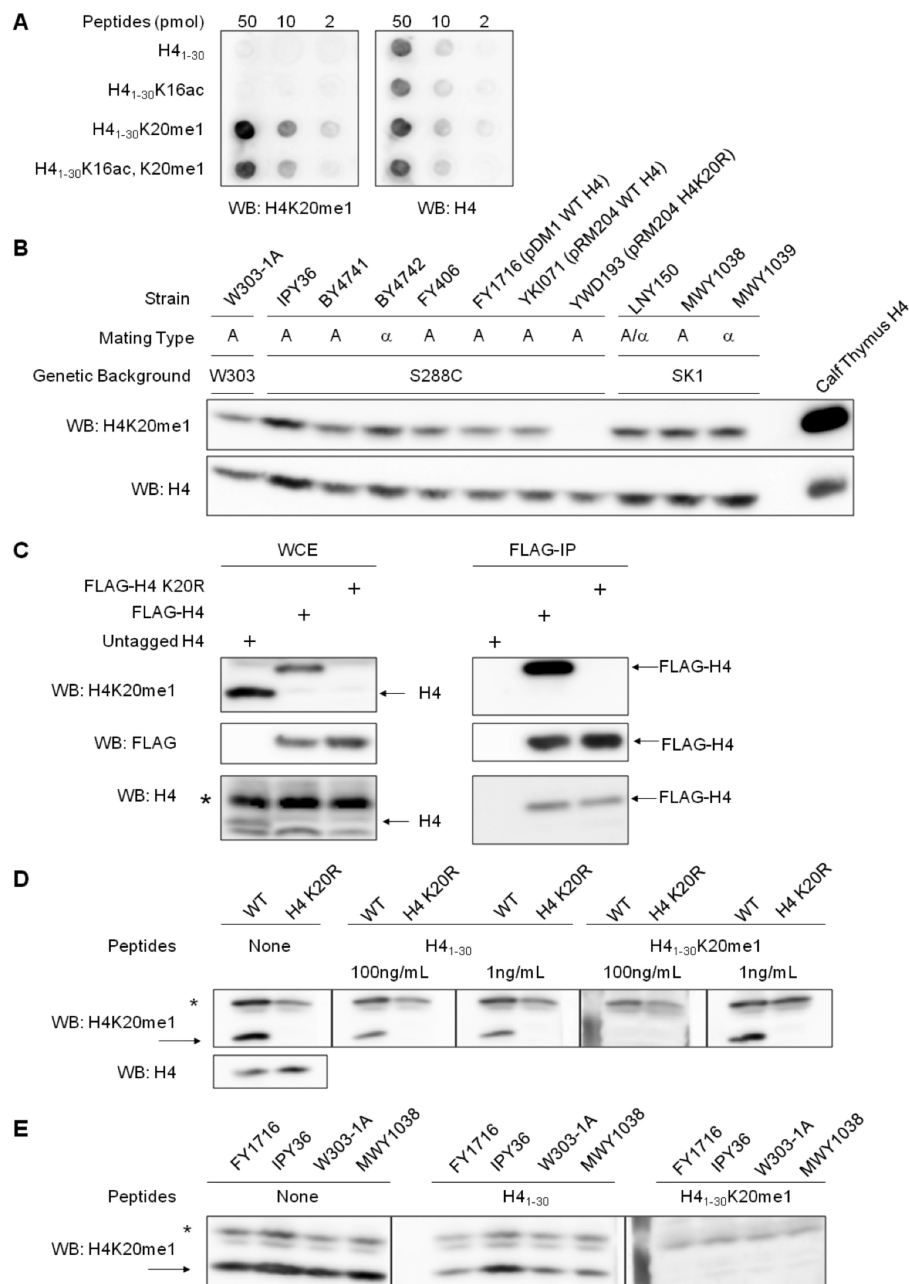 A
Peptides (pmol) 50 10 2 50 10 2
H4₁₋₃₀
H4₁₋₃₀K16ac
H4₁₋₃₀K20me1
H4₁₋₃₀K16ac, K20me1
WB: H4K20me1 WB: H4
B
Strain W303-1A IPY36 BY4741 BY4742 FY406 FY1716 (pDM1 WT H4) YKI071 (pRM204 WT H4) YWD193 (pRM204 H4K20R) LNY150 MWY1038 MWY1039 Calf Thymus H4
Mating Type A A A α A A A A A/α A α
Genetic Background W303 S288C SK1
WB: H4K20me1
WB: H4
C
WCE FLAG-IP
FLAG-H4 K20R + +
FLAG-H4 + +
Untagged H4 + +
WB: H4K20me1 H4 FLAG-H4
WB: FLAG FLAG-H4
WB: H4 * H4 FLAG-H4
D
WT H4 K20R WT H4 K20R WT H4 K20R WT H4 K20R WT H4 K20R
Peptides None H4₁₋₃₀ H4₁₋₃₀K20me1
100ng/mL 1ng/mL 100ng/mL 1ng/mL
*
WB: H4K20me1
WB: H4
E
FY1716 IPY36 W303-1A MWY1038 FY1716 IPY36 W303-1A MWY1038 FY1716 IPY36 W303-1A MWY1038
Peptides None H4₁₋₃₀ H4₁₋₃₀K20me1
*
WB: H4K20me1